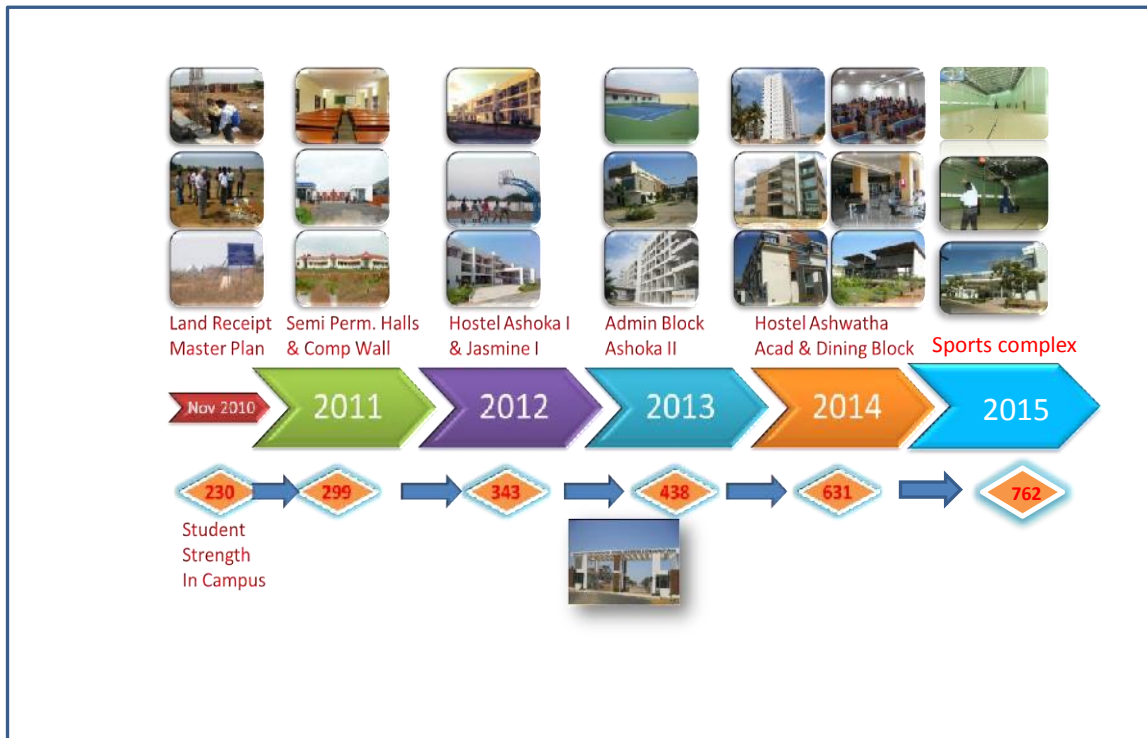 Land Receipt
Master Plan
Semi Perm. Halls
& Comp Wall
Hostel Ashoka I
& Jasmine I
Admin Block
Ashoka II
Hostel Ashwatha
Acad & Dining Block
Sports complex
Nov 2010
2011
2012
2013
2014
2015
230
299
343
438
631
762
Student
Strength
In Campus